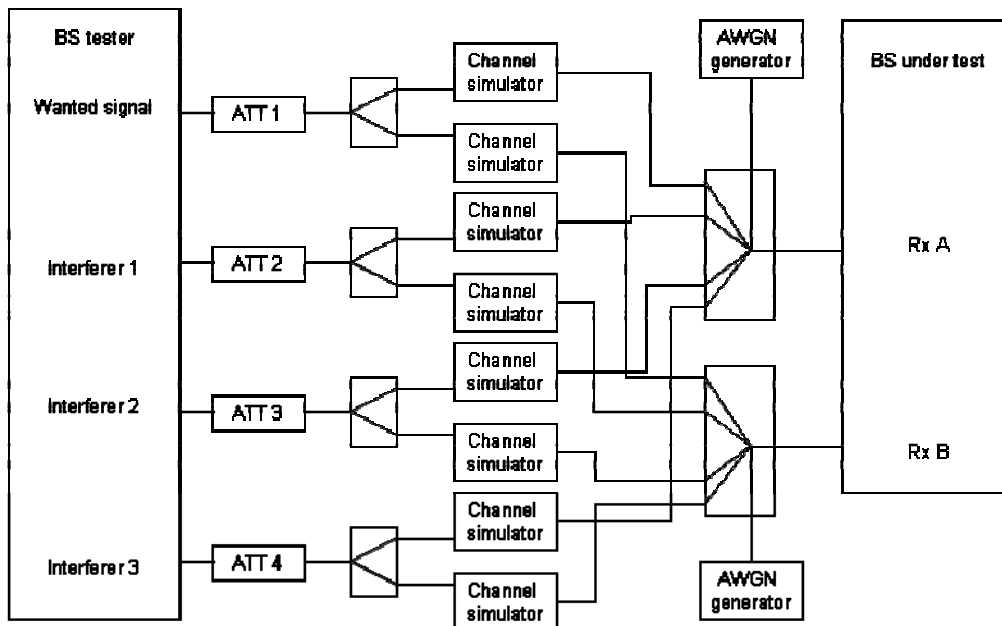 BS tester
Wanted signal
Interferer 1
Interferer 2
Interferer 3
ATT 1
ATT 2
ATT 3
ATT 4
Channel
simulator
Channel
simulator
Channel
simulator
Channel
simulator
Channel
simulator
Channel
simulator
Channel
simulator
Channel
simulator
AWGN
generator
AWGN
generator
BS under test
Rx A
Rx B